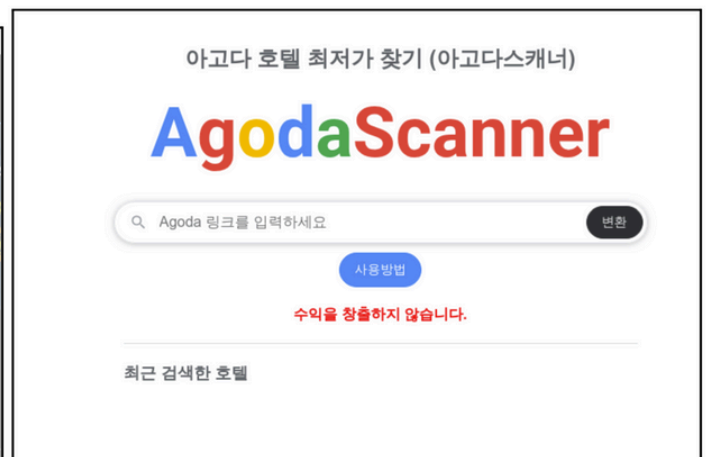 아고다 호텔 최저가 찾기 (아고다스캐너)
AgodaScanner
Agoda 링크를 입력하세요
변환
사용방법
수익을 창출하지 않습니다.
최근 검색한 호텔